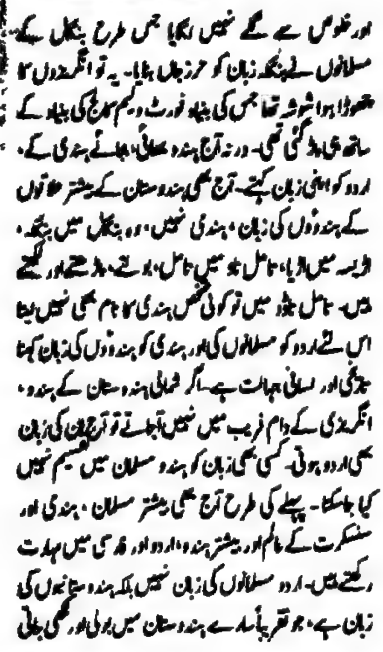 اور خلوص سے گلے نہیں لگایا جس طرح بنگال کے
مسلمانوں نے بنگلہ زبان کو حرزِ جاں بنایا۔ یہ تو انگریزوں کا
چھوڑا ہوا شوشہ تھا جس کی بنیاد فورٹ ولیم کالج کی بنیاد کے
ساتھ ہی پڑ گئی تھی۔ ورنہ آج ہندو بھائی، بجائے ہندی کے،
اردو کو اپنی زبان کہتے۔ آج بھی ہندوستان کے بیشتر علاقوں
کے ہندوؤں کی زبان، ہندی نہیں، وہ بنگال میں بنگلہ،
اڑیسہ میں اڑیا، تامل ناڈو میں تامل، بولتے، پڑھتے اور لکھتے
ہیں۔ تامل ناڈو میں تو کوئی شخص ہندی کا نام بھی نہیں لیتا
اس لئے اردو کو مسلمانوں کی اور ہندی کو ہندوؤں کی زبان کہنا
تاریخی اور لسانی جہالت ہے۔ اگر شمالی ہندوستان کے ہندو،
انگریزی کے دام فریب میں نہیں آجاتے تو آج ان کی زبان
بھی اردو ہوتی۔ کسی بھی زبان کو ہندو مسلمان میں تقسیم نہیں
کیا جاسکتا۔ پہلے کی طرح آج بھی بیشتر مسلمان، ہندی اور
سنسکرت کے عالم اور بیشتر ہندو، اردو اور فارسی میں مہارت
رکھتے ہیں۔ اردو مسلمانوں کی زبان نہیں بلکہ ہندوستانیوں کی
زبان ہے، جو تقریباً سارے ہندوستان میں بولی اور سمجھی جاتی